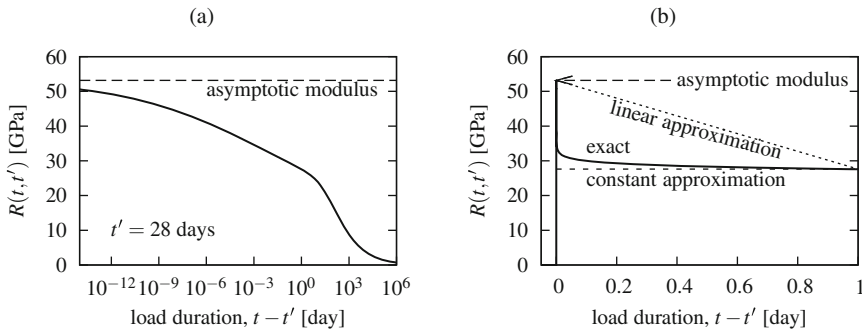 (a)
R(t,t′) [GPa]
60
50
40
30
20
10
0
asymptotic modulus
t′ = 28 days
10⁻¹² 10⁻⁹ 10⁻⁶ 10⁻³ 10⁰ 10³ 10⁶
load duration, t − t′ [day]
(b)
R(t,t′) [GPa]
60
50
40
30
20
10
0
asymptotic modulus
linear approximation
exact
constant approximation
0 0.2 0.4 0.6 0.8 1
load duration, t − t′ [day]